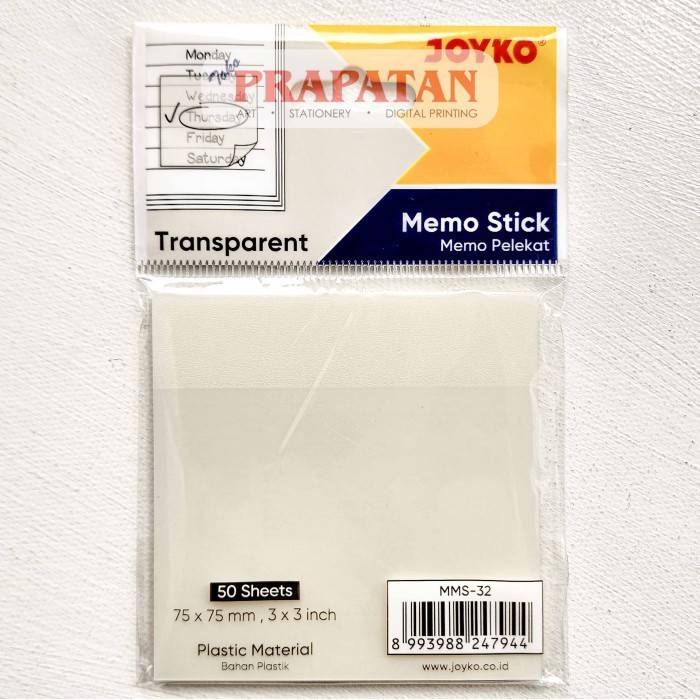 JOYKO®
Monday
Tuesday
Wednesday
Thursday
Friday
Saturday
PRAPATAN
ART • STATIONERY • DIGITAL PRINTING
Transparent
Memo Stick
Memo Pelekat
50 Sheets
75 x 75 mm , 3 x 3 inch
Plastic Material
Bahan Plastik
MMS-32
8 993988 247944
www.joyko.co.id